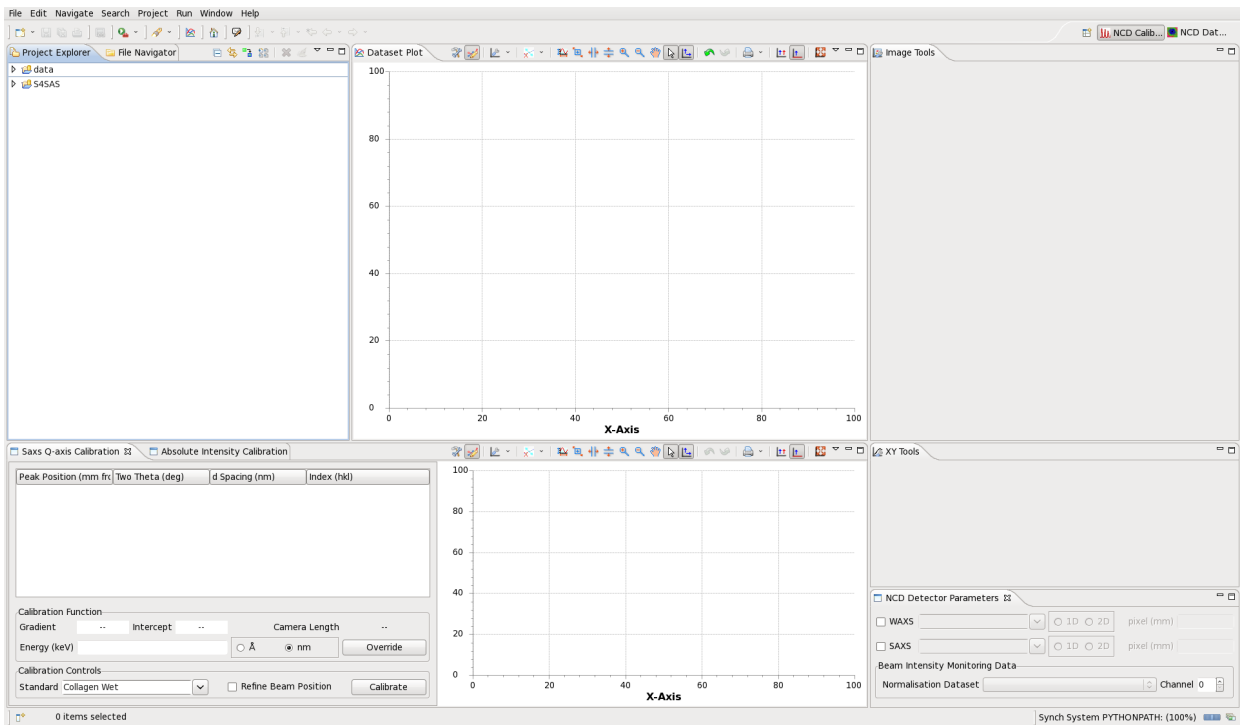 File Edit Navigate Search Project Run Window Help
NCD Calib... NCD Dat...
Project Explorer File Navigator
data
S4SAS
Dataset Plot
100
80
60
40
20
0
0 20 40 60 80 100
X-Axis
Image Tools
Saxs Q-axis Calibration Absolute Intensity Calibration
Peak Position (mm frc Two Theta (deg) d Spacing (nm) Index (hkl)
Calibration Function
Gradient -- Intercept -- Camera Length --
Energy (keV) Å nm Override
Calibration Controls
Standard Collagen Wet Refine Beam Position Calibrate
100
80
60
40
20
0
0 20 40 60 80 100
X-Axis
XY Tools
NCD Detector Parameters
WAXS 1D 2D pixel (mm)
SAXS 1D 2D pixel (mm)
Beam Intensity Monitoring Data
Normalisation Dataset Channel 0
0 items selected
Synch System PYTHONPATH: (100%)